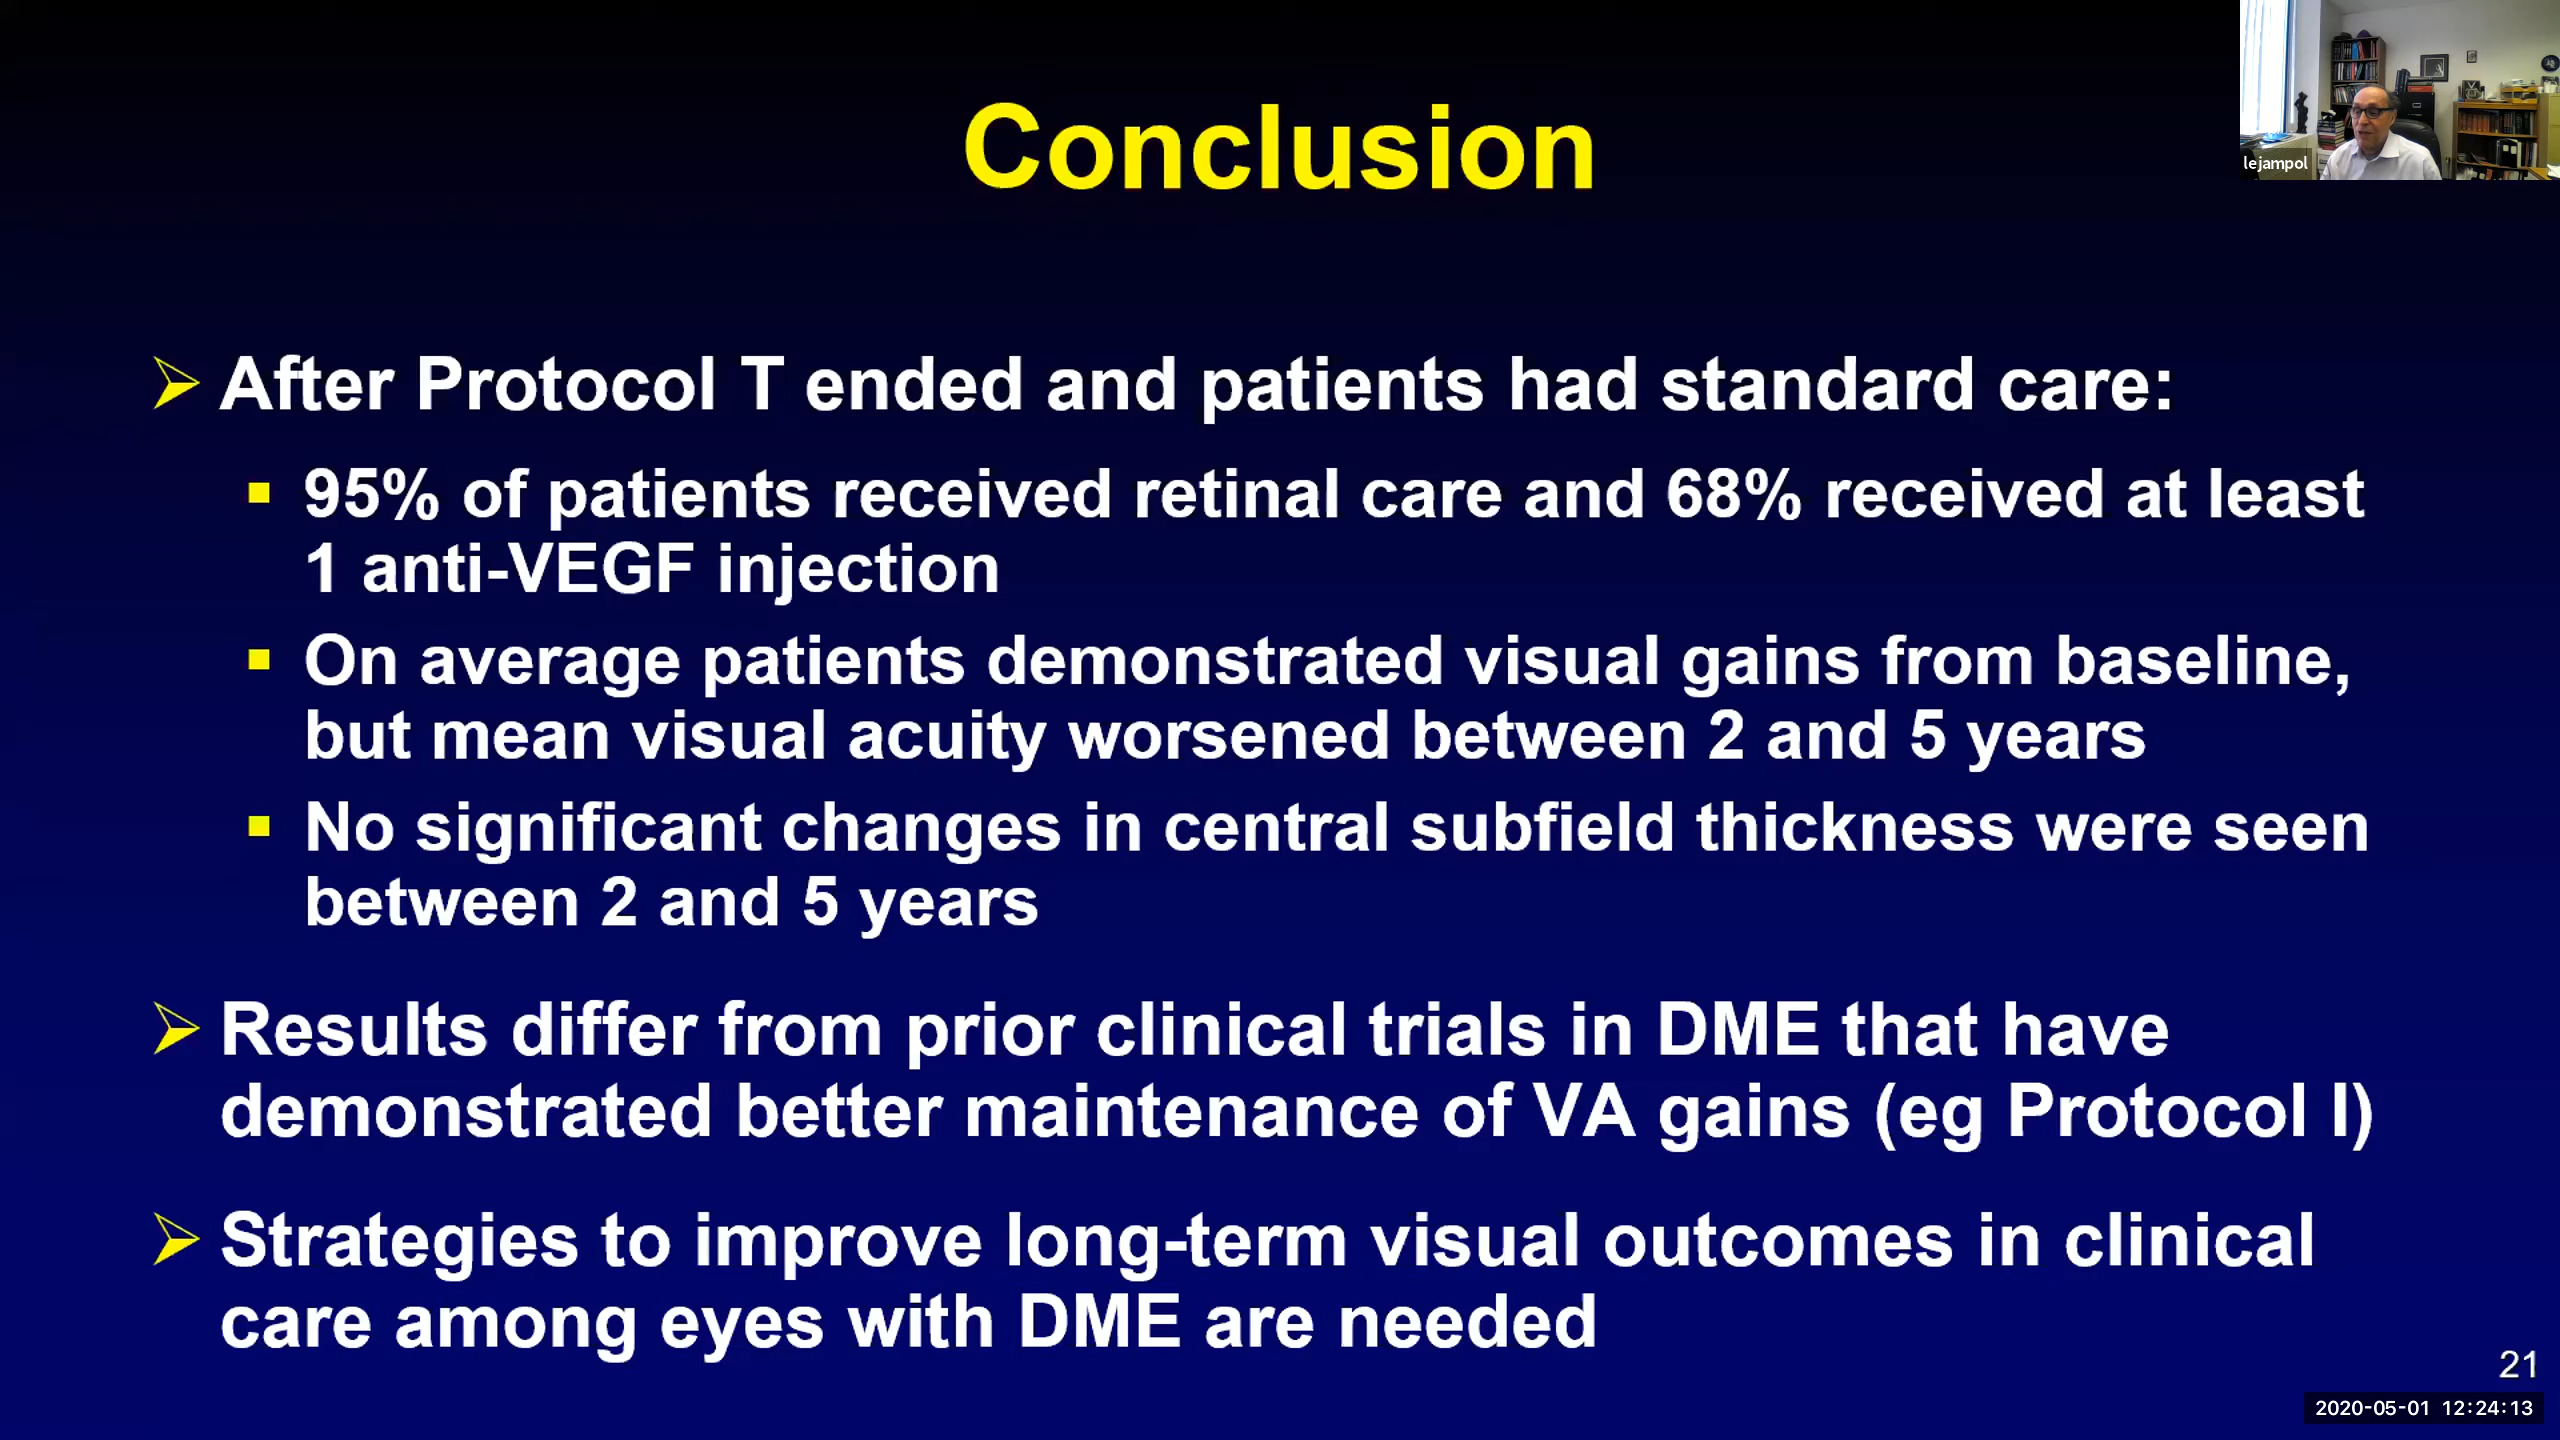 lejampol
Conclusion
After Protocol T ended and patients had standard care:
95% of patients received retinal care and 68% received at least
1 anti-VEGF injection
On average patients demonstrated visual gains from baseline,
but mean visual acuity worsened between 2 and 5 years
No significant changes in central subfield thickness were seen
between 2 and 5 years
Results differ from prior clinical trials in DME that have
demonstrated better maintenance of VA gains (eg Protocol I)
Strategies to improve long-term visual outcomes in clinical
care among eyes with DME are needed
21
2020-05-01 12:24:13